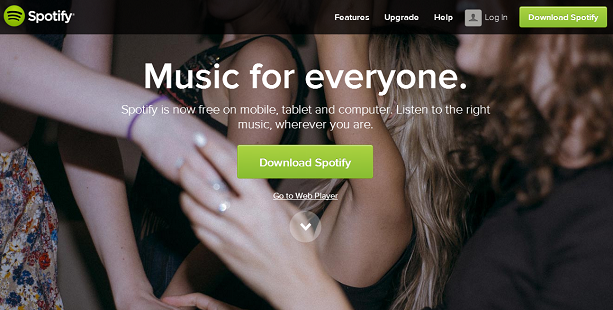 Spotify®
Features Upgrade Help Log In Download Spotify
Music for everyone.
Spotify is now free on mobile, tablet and computer. Listen to the right
music, wherever you are.
Download Spotify
Go to Web Player